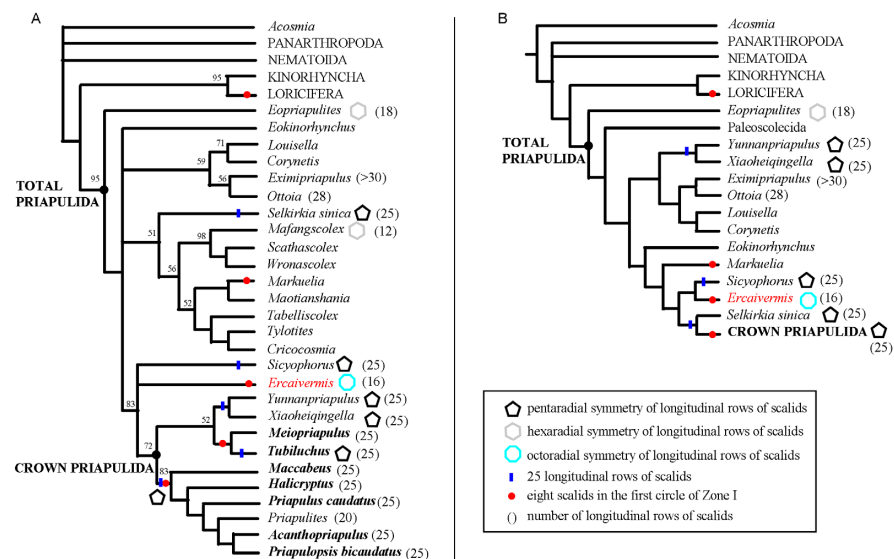 A
Acosmia
PANARTHROPODA
NEMATOIDA
95 KINORHYNCHA
LORICIFERA
Eopriapulites (18)
Eokinorhynchus
71 Louisella
59 Corynetis
56 Eximipriapulus (>30)
95 Ottoia (28)
TOTAL
PRIAPULIDA
Selkirkia sinica (25)
51 98 Mafangscolex (12)
Scathascolex
56 Wronascolex
Markuelia
52 Maotianshania
Tabelliscolex
Tylotites
Cricocosmia
Sicyophorus (25)
83 Ercaivermis (16)
Yunnanpriapulus (25)
52 Xiaoheiqingella (25)
Meiopriapulus (25)
72 Tubiluchus (25)
CROWN PRIAPULIDA
83 Maccabeus (25)
Halicryptus (25)
Priapulus caudatus (25)
Priapulites (20)
Acanthopriapulus (25)
Priapulopsis bicaudatus (25)
B
Acosmia
PANARTHROPODA
NEMATOIDA
KINORHYNCHA
LORICIFERA
Eopriapulites (18)
Paleoscolecida
TOTAL
PRIAPULIDA
Yunnanpriapulus (25)
Xiaoheiqingella (25)
Eximipriapulus (>30)
Ottoia (28)
Louisella
Corynetis
Eokinorhynchus
Markuelia
Sicyophorus (25)
Ercaivermis (16)
Selkirkia sinica (25)
CROWN PRIAPULIDA
(25)
pentaradial symmetry of longitudinal rows of scalids
hexaradial symmetry of longitudinal rows of scalids
octoradial symmetry of longitudinal rows of scalids
25 longitudinal rows of scalids
eight scalids in the first circle of Zone I
() number of longitudinal rows of scalids